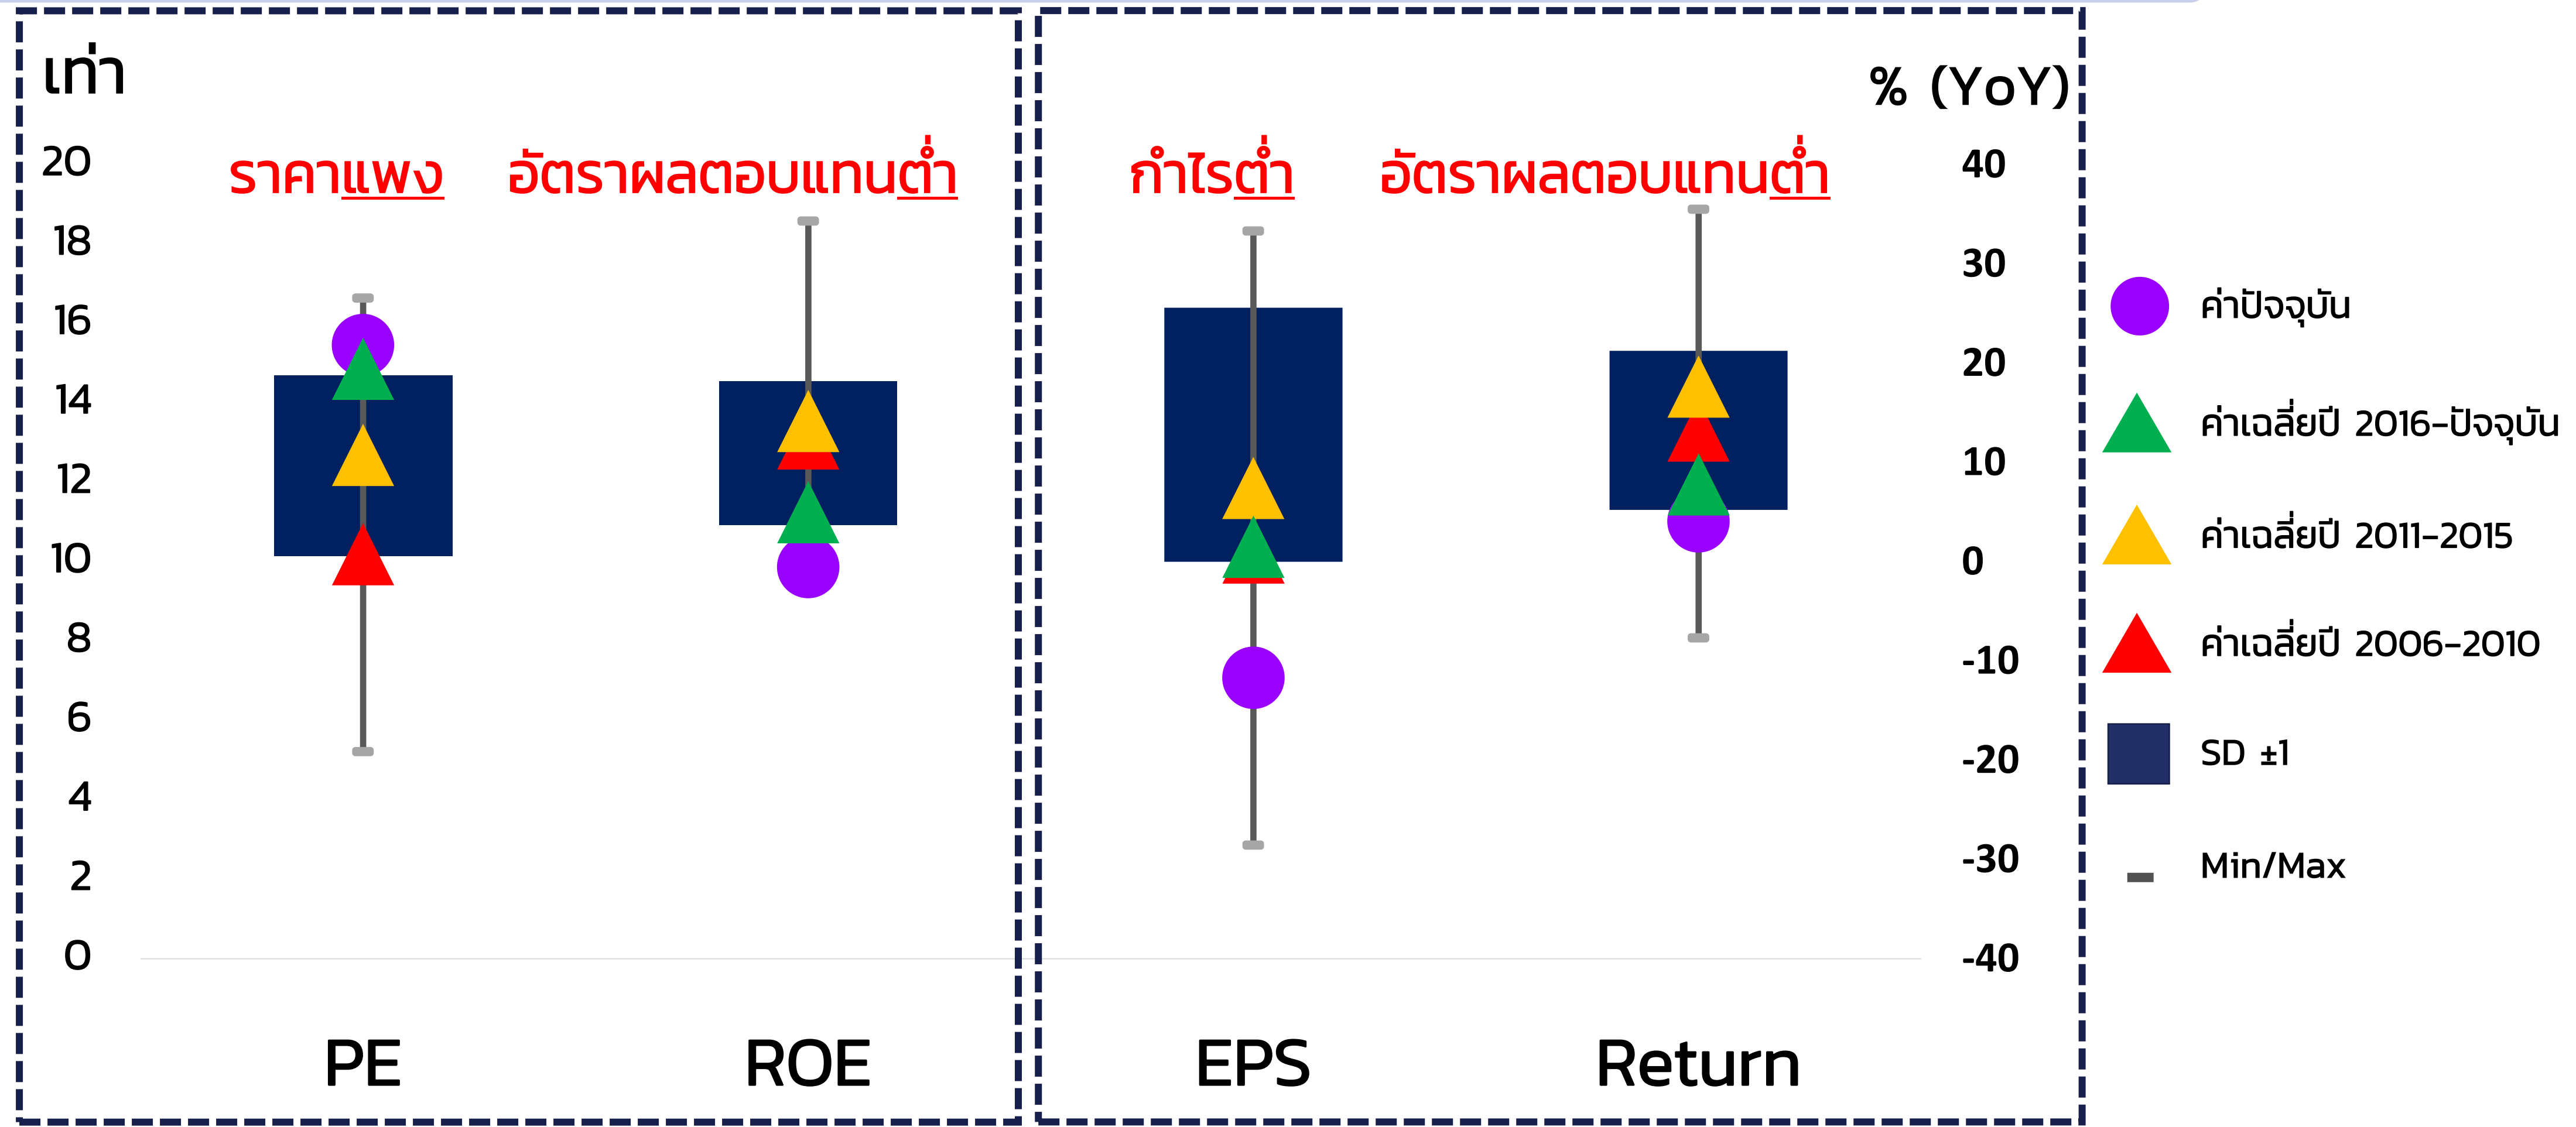 เท่า
% (YoY)
ราคาแพง
อัตราผลตอบแทนต่ำ
กำไรต่ำ
อัตราผลตอบแทนต่ำ
20
18
16
14
12
10
8
6
4
2
0
40
30
20
10
0
-10
-20
-30
-40
PE
ROE
EPS
Return
ค่าปัจจุบัน
ค่าเฉลี่ยปี 2016-ปัจจุบัน
ค่าเฉลี่ยปี 2011-2015
ค่าเฉลี่ยปี 2006-2010
SD ±1
Min/Max